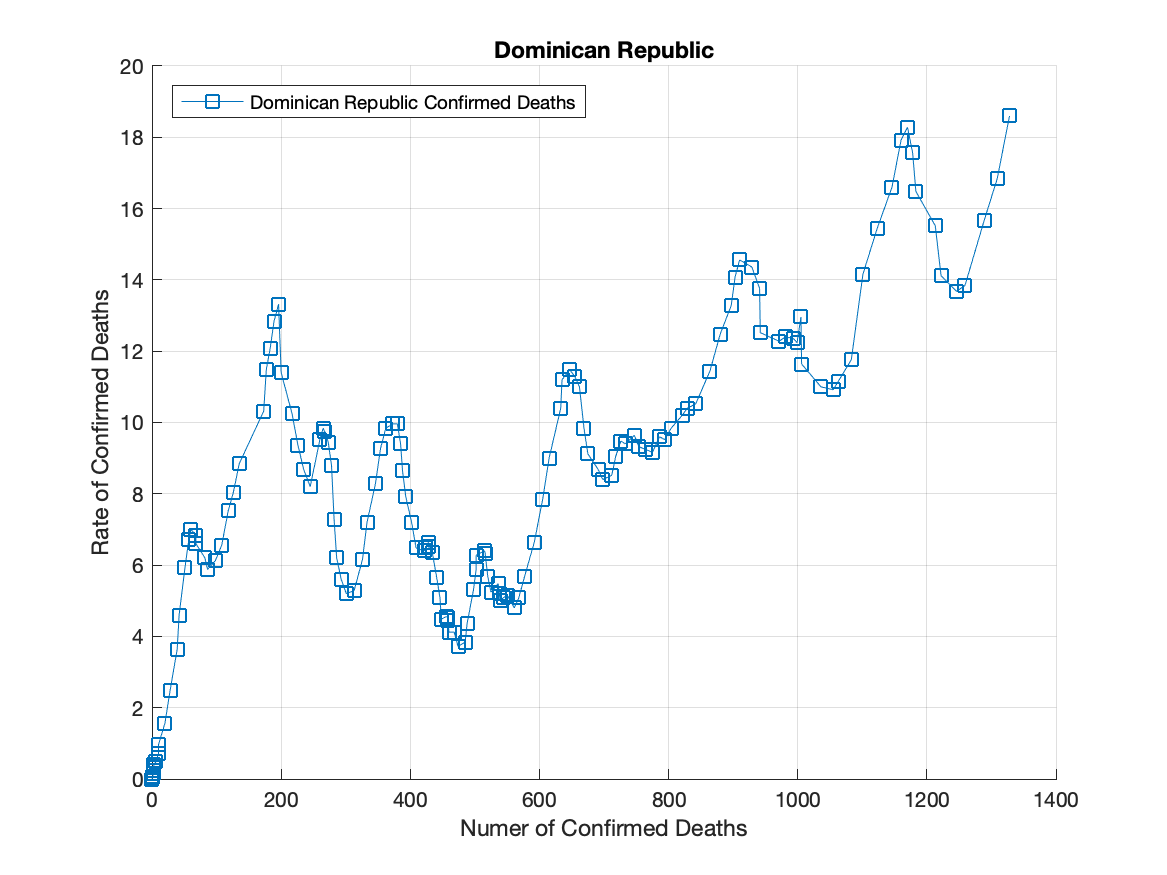 Dominican Republic
Dominican Republic Confirmed Deaths
Rate of Confirmed Deaths
20
18
16
14
12
10
8
6
4
2
0
0 200 400 600 800 1000 1200 1400
Numer of Confirmed Deaths